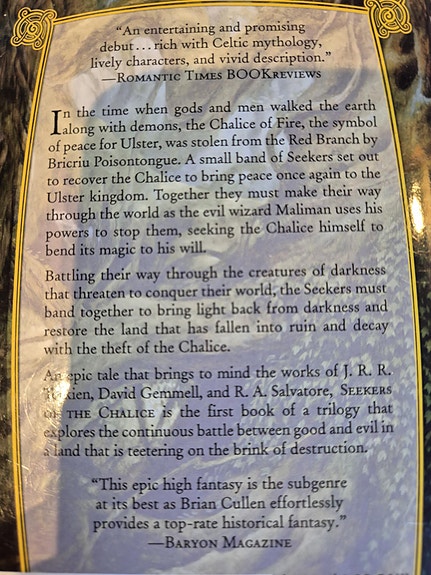 “An entertaining and promising
debut...rich with Celtic mythology,
lively characters, and vivid description.”
—ROMANTIC TIMES BOOKREVIEWS
In the time when gods and men walked the earth
along with demons, the Chalice of Fire, the symbol
of peace for Ulster, was stolen from the Red Branch by
Bricriu Poisontongue. A small band of Seekers set out
to recover the Chalice to bring peace once again to the
Ulster kingdom. Together they must make their way
through the world as the evil wizard Maliman uses his
powers to stop them, seeking the Chalice himself to
bend its magic to his will.
Battling their way through the creatures of darkness
that threaten to conquer their world, the Seekers must
band together to bring light back from darkness and
restore the land that has fallen into ruin and decay
with the theft of the Chalice.
An epic tale that brings to mind the works of J. R. R.
Tolkien, David Gemmell, and R. A. Salvatore, SEEKERS
OF THE CHALICE is the first book of a trilogy that
explores the continuous battle between good and evil in
a land that is teetering on the brink of destruction.
“This epic high fantasy is the subgenre
at its best as Brian Cullen effortlessly
provides a top-rate historical fantasy.”
—BARYON MAGAZINE